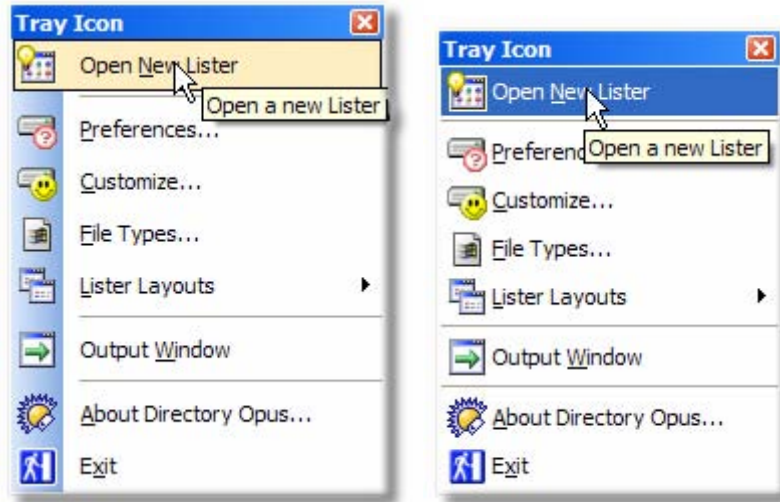 Tray Icon
Open New Lister
Open a new Lister
Preferences...
Customize...
File Types...
Lister Layouts
Output Window
About Directory Opus...
Exit
Tray Icon
Open New Lister
Open a new Lister
Preferenc
Customize...
File Types...
Lister Layouts
Output Window
About Directory Opus...
Exit